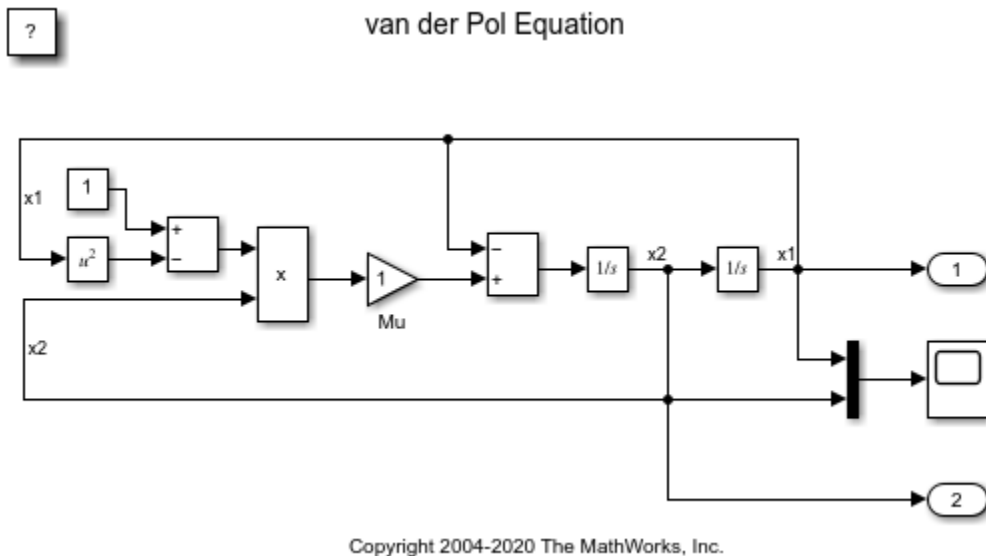 ?
van der Pol Equation
x1
1
+
−
u²
x
1
Mu
−
+
1/s
x2
1/s
x1
1
x2
2
Copyright 2004-2020 The MathWorks, Inc.